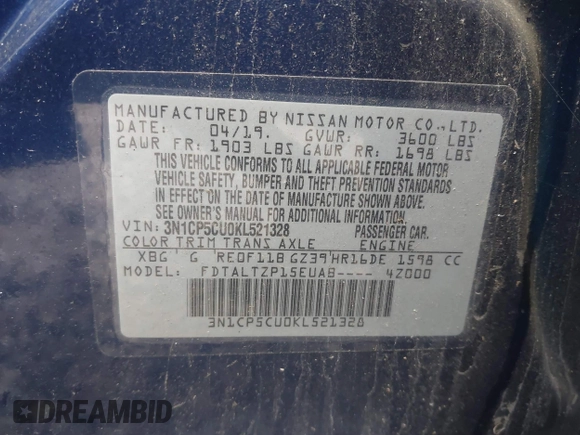 MANUFACTURED BY NISSAN MOTOR CO., LTD.
DATE: 04/19. GVWR: 3600 LBS
GAWR FR: 1903 LBS GAWR RR: 1698 LBS
THIS VEHICLE CONFORMS TO ALL APPLICABLE FEDERAL MOTOR
VEHICLE SAFETY, BUMPER AND THEFT PREVENTION STANDARDS
IN EFFECT ON THE DATE OF MANUFACTURE SHOWN ABOVE.
SEE OWNER'S MANUAL FOR ADDITIONAL INFORMATION.
VIN: 3N1CP5CU0KL521328 PASSENGER CAR.
COLOR TRIM TRANS AXLE ENGINE
XBG G RE0F11B GZ39 HR16DE 1598 CC
MODEL: FDTALTZP15EUAB---- 4Z000
3N1CP5CU0KL521328
DREAMBID